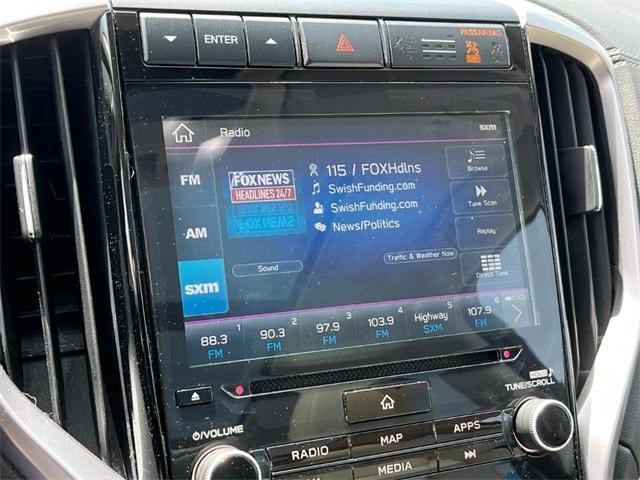 ENTER
PASSENGER
Radio
sxm
FM
AM
sxm
FOX NEWS
HEADLINES 24/7
115 / FOXHdlns
SwishFunding.com
SwishFunding.com
News/Politics
Browse
Tune Scan
Replay
Direct Tune
Sound
Traffic & Weather Now
1
88.3
FM
2
90.3
FM
3
97.9
FM
4
103.9
FM
5
Highway
SXM
6
107.9
FM
HOLD
TUNE/SCROLL
VOLUME
RADIO
MAP
APPS
MEDIA